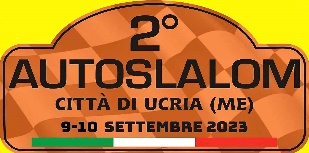 2°
AUTOSLALOM
CITTÀ DI UCRIA (ME)
9-10 SETTEMBRE 2023